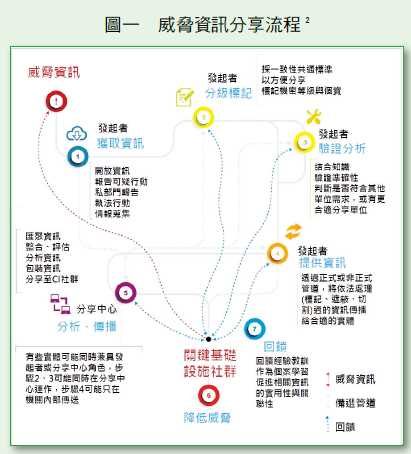 圖一　威脅資訊分享流程²
威脅資訊
1
發起者
獲取資訊
開放資訊
報告可疑行動
私部門報告
執法行動
情報蒐集
2
發起者
分級標記
採一致性共通標準
以方便分享
標記機密等級與個資
3
發起者
驗證分析
結合知識
驗證準確性
判斷是否符合其他
單位需求，或有更
合適分享單位
4
發起者
提供資訊
透過正式或非正式
管道，將依法處理
(標記、遮蔽、切
割)過的資訊傳播
給合適的實體
匯聚資訊
整合、評估
分析資訊
包裝資訊
分享至CI社群
5
分享中心
分析、傳播
有些實體可能同時兼具發
起者或分享中心角色，步
驟2、3可能同時在分享中
心運作，步驟4可能只在
機關內部傳送
關鍵基礎
設施社群
6
降低威脅
7
回饋
回饋經驗教訓
作為個案學習
促進相關資訊
的實用性與關
聯性
威脅資訊
備選管道
回饋